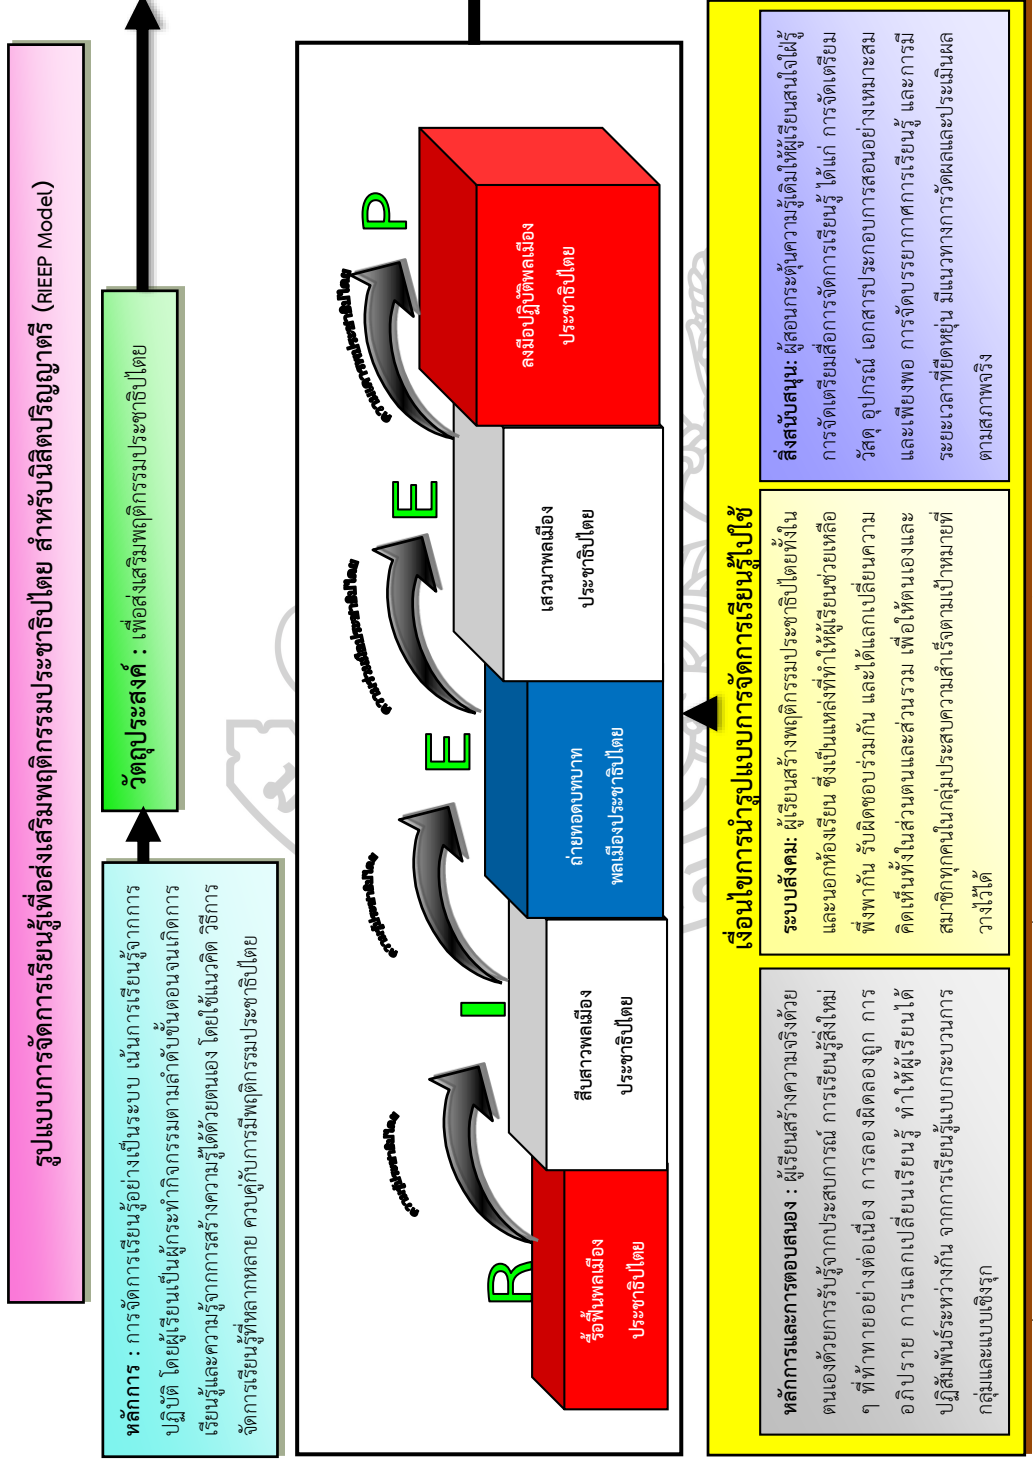 รูปแบบการจัดการเรียนรู้เพื่อส่งเสริมพฤติกรรมประชาธิปไตย สำหรับนิสิตปริญญาตรี (RIEEP Model)
หลักการ : การจัดการเรียนรู้อย่างเป็นระบบ เน้นการเรียนรู้จากการ
ปฏิบัติ โดยผู้เรียนเป็นผู้กระทำกิจกรรมตามลำดับขั้นตอนจนเกิดการ
เรียนรู้และความรู้จากการสร้างความรู้ได้ด้วยตนเอง โดยใช้แนวคิด วิธีการ
จัดการเรียนรู้ที่หลากหลาย ควบคู่กับการมีพฤติกรรมประชาธิปไตย
วัตถุประสงค์ : เพื่อส่งเสริมพฤติกรรมประชาธิปไตย
R
รื้อฟื้นพลเมือง
ประชาธิปไตย
I
สืบสาวพลเมือง
ประชาธิปไตย
E
ถ่ายทอดบทบาท
พลเมืองประชาธิปไตย
E
เสวนาพลเมือง
ประชาธิปไตย
P
ลงมือปฏิบัติพลเมือง
ประชาธิปไตย
เงื่อนไขการนำรูปแบบการจัดการเรียนรู้ไปใช้
หลักการและการตอบสนอง : ผู้เรียนสร้างความจริงด้วย
ตนเองด้วยการรับรู้จากประสบการณ์ การเรียนรู้สิ่งใหม่
ๆ ที่ท้าทายอย่างต่อเนื่อง การลองผิดลองถูก การ
อภิปราย การแลกเปลี่ยนเรียนรู้ ทำให้ผู้เรียนได้
ปฏิสัมพันธ์ระหว่างกัน จากการเรียนรู้แบบกระบวนการ
กลุ่มและแบบเชิงรุก
ระบบสังคม: ผู้เรียนสร้างพฤติกรรมประชาธิปไตยทั้งใน
และนอกห้องเรียน ซึ่งเป็นแหล่งที่ทำให้ผู้เรียนช่วยเหลือ
พึ่งพากัน รับผิดชอบร่วมกัน และได้แลกเปลี่ยนความ
คิดเห็นทั้งในส่วนตนและส่วนรวม เพื่อให้ตนเองและ
สมาชิกทุกคนในกลุ่มประสบความสำเร็จตามเป้าหมายที่
วางไว้ได้
สิ่งสนับสนุน: ผู้สอนกระตุ้นความรู้เดิมให้ผู้เรียนสนใจใฝ่รู้
การจัดเตรียมสื่อการจัดการเรียนรู้ ได้แก่ การจัดเตรียม
วัสดุ อุปกรณ์ เอกสารประกอบการสอนอย่างเหมาะสม
และเพียงพอ การจัดบรรยากาศการเรียนรู้ และการมี
ระยะเวลาที่ยืดหยุ่น มีแนวทางการวัดผลและประเมินผล
ตามสภาพจริง